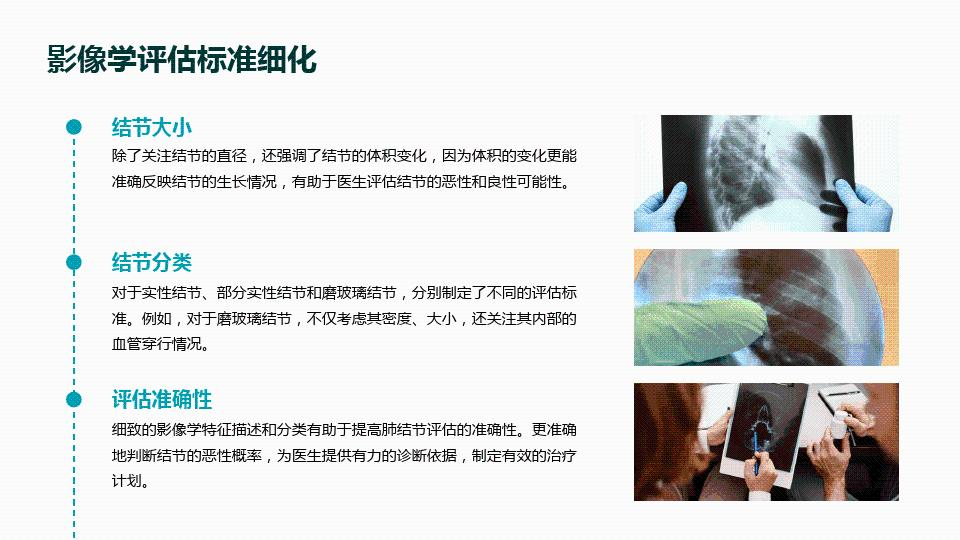 影像学评估标准细化
结节大小
除了关注结节的直径，还强调了结节的体积变化，因为体积的变化更能
准确反映结节的生长情况，有助于医生评估结节的恶性和良性可能性。
结节分类
对于实性结节、部分实性结节和磨玻璃结节，分别制定了不同的评估标
准。例如，对于磨玻璃结节，不仅考虑其密度、大小，还关注其内部的
血管穿行情况。
评估准确性
细致的影像学特征描述和分类有助于提高肺结节评估的准确性。更准确
地判断结节的恶性概率，为医生提供有力的诊断依据，制定有效的治疗
计划。